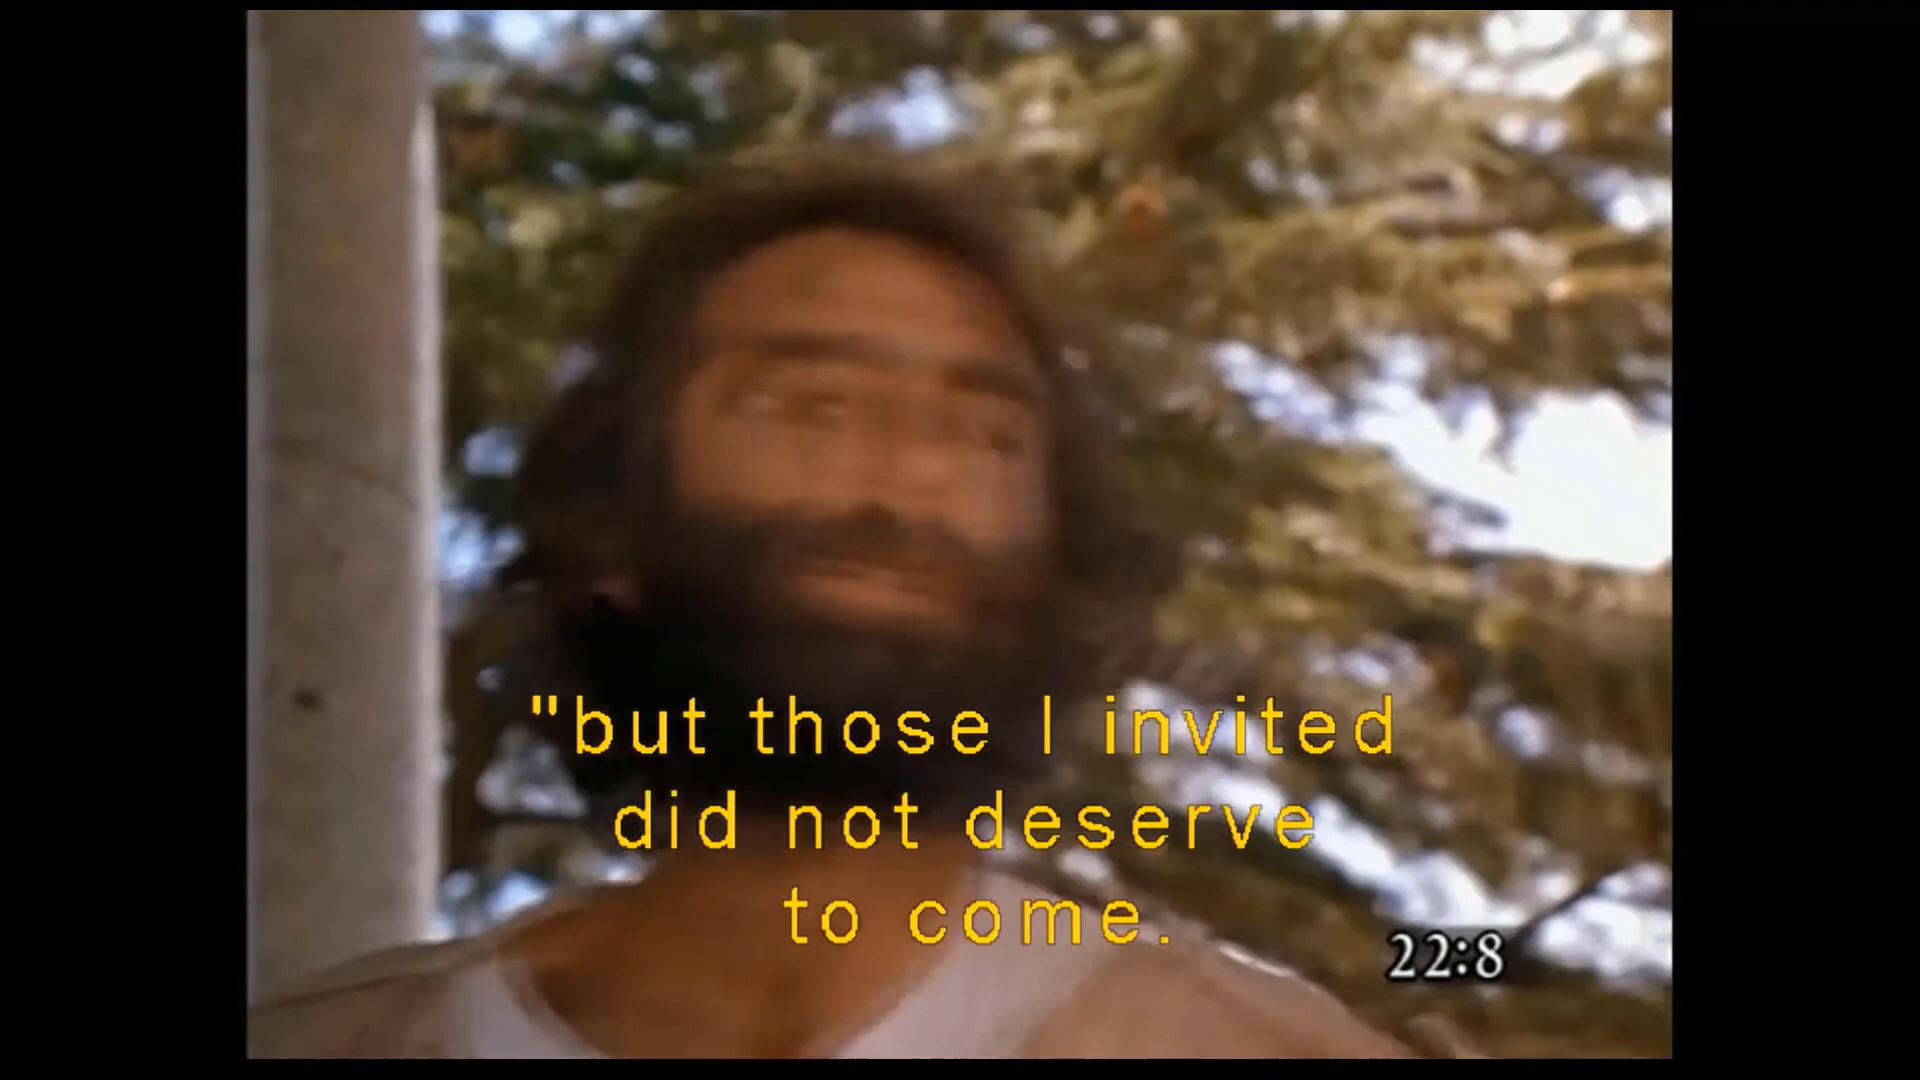 "but those I invited
did not deserve
to come.
22:8